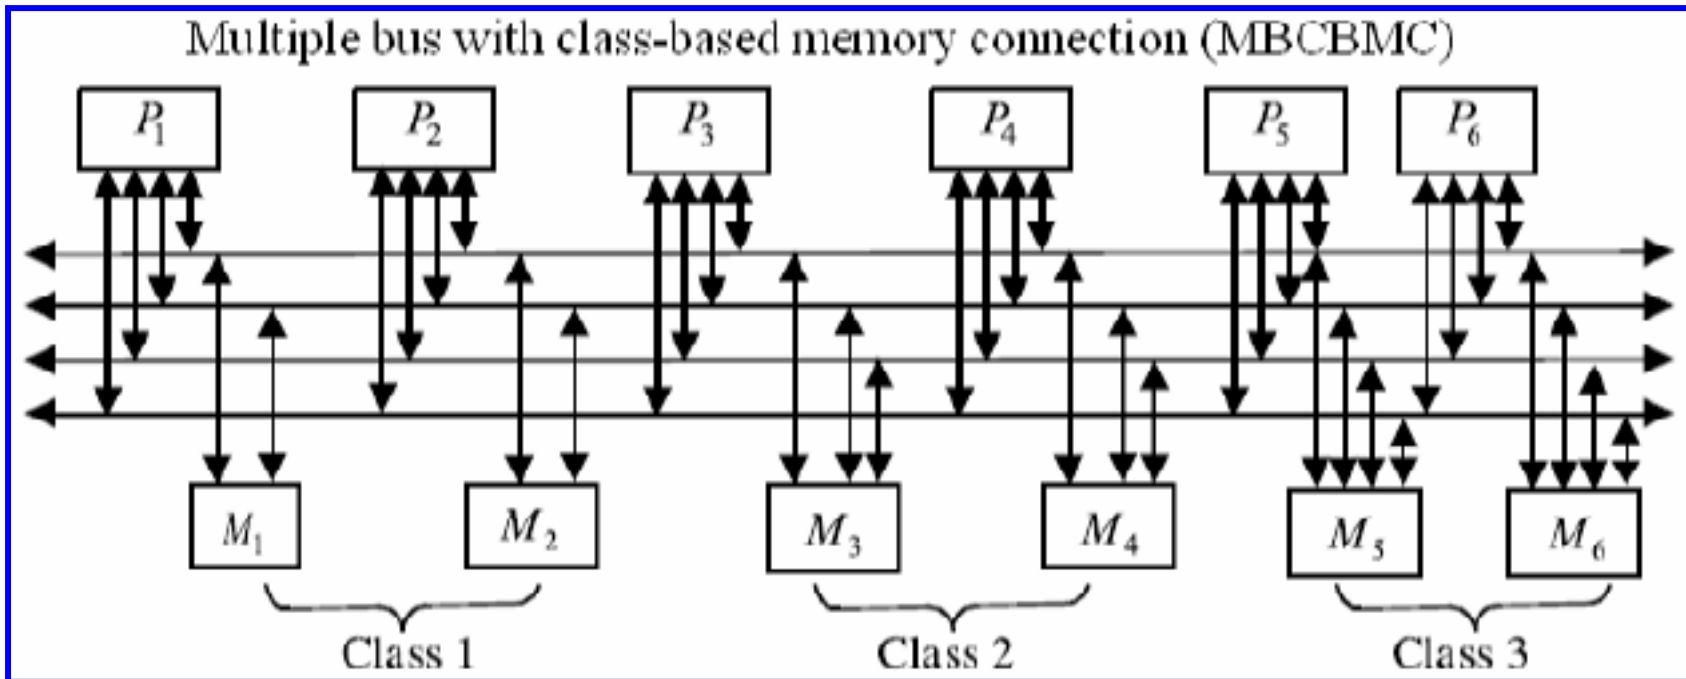 Multiple bus with class-based memory connection (MBCBMC)
P1 P2 P3 P4 P5 P6
M1 M2 M3 M4 M5 M6
Class 1 Class 2 Class 3